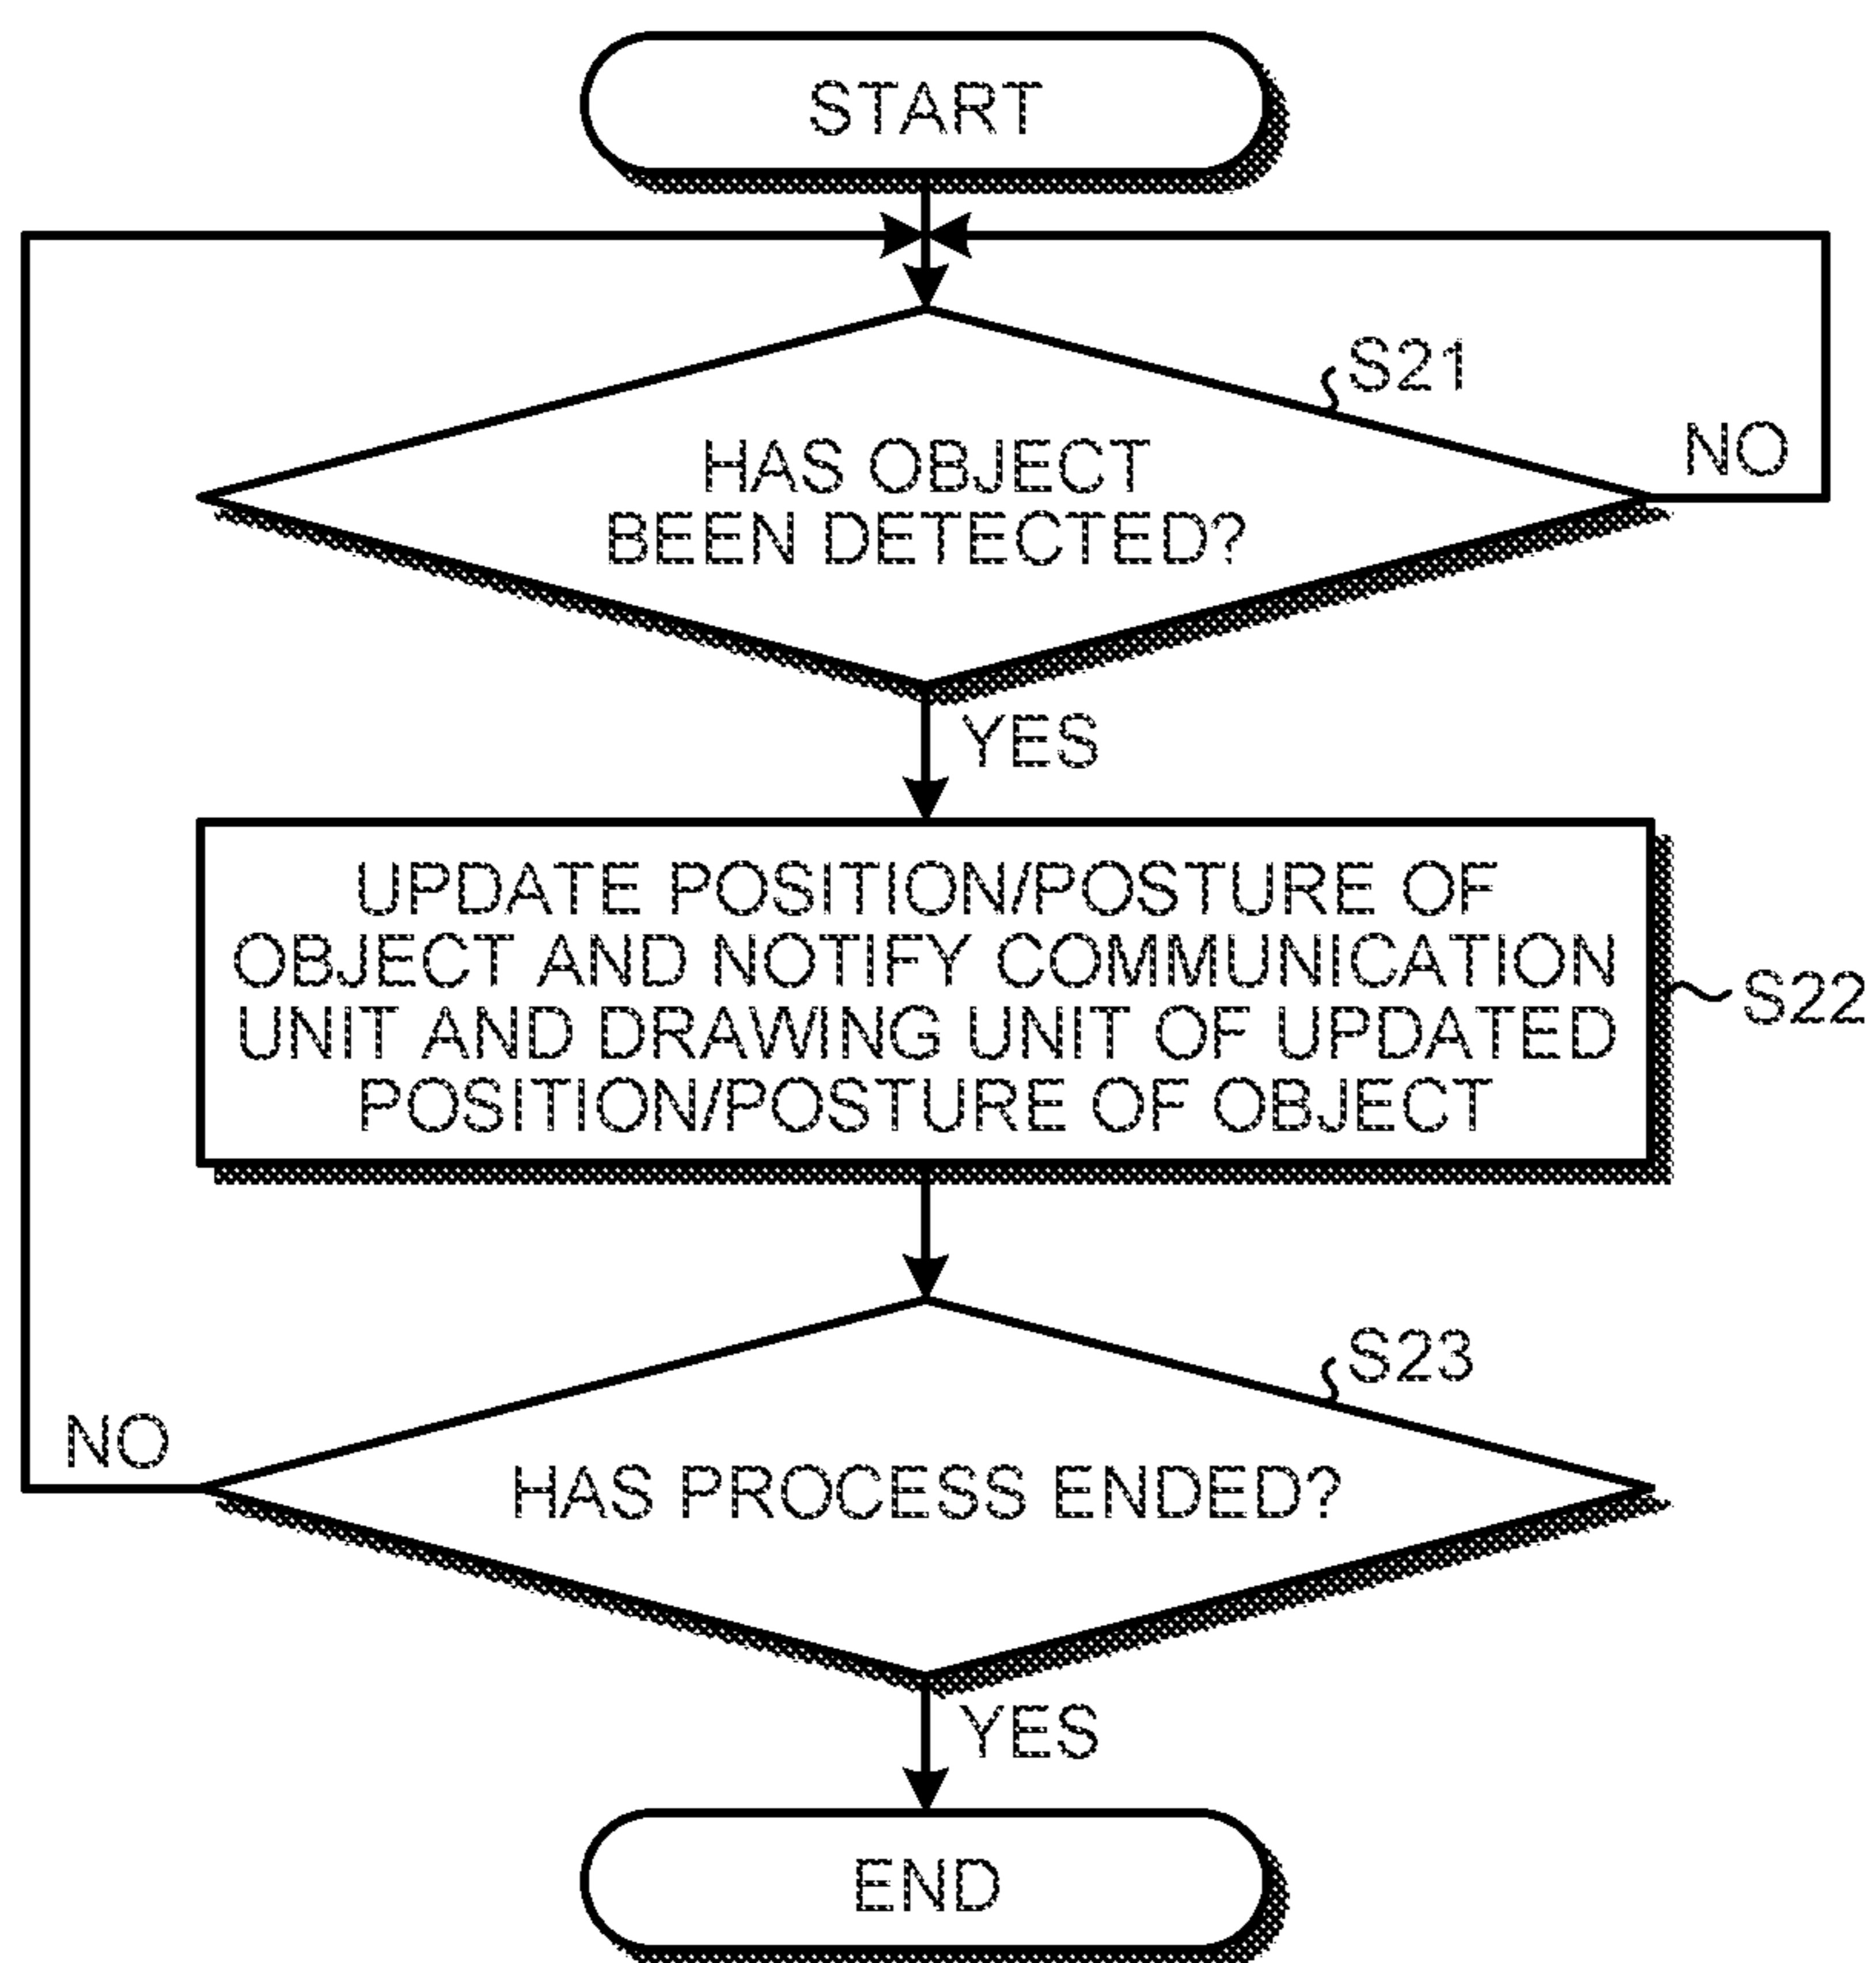 START
S21
HAS OBJECT
BEEN DETECTED?
NO
YES
UPDATE POSITION/POSTURE OF
OBJECT AND NOTIFY COMMUNICATION
UNIT AND DRAWING UNIT OF UPDATED
POSITION/POSTURE OF OBJECT
S22
S23
HAS PROCESS ENDED?
NO
YES
END